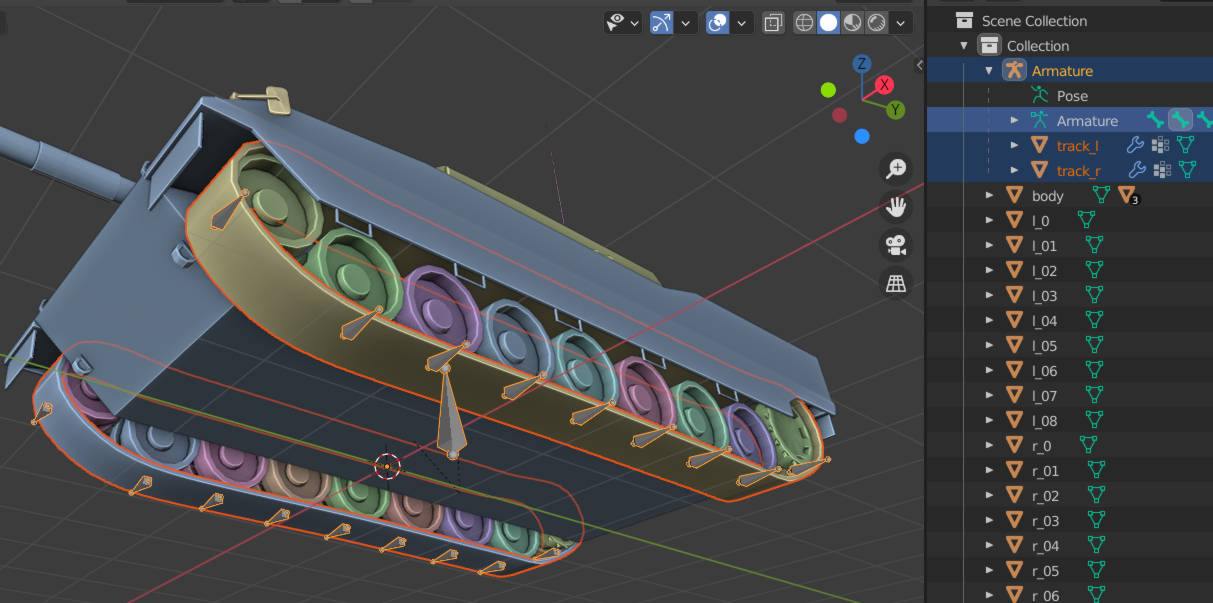 Z
X
Y
Scene Collection
Collection
Armature
Pose
Armature
track_l
track_r
body
3
l_0
l_01
l_02
l_03
l_04
l_05
l_06
l_07
l_08
r_0
r_01
r_02
r_03
r_04
r_05
r_06